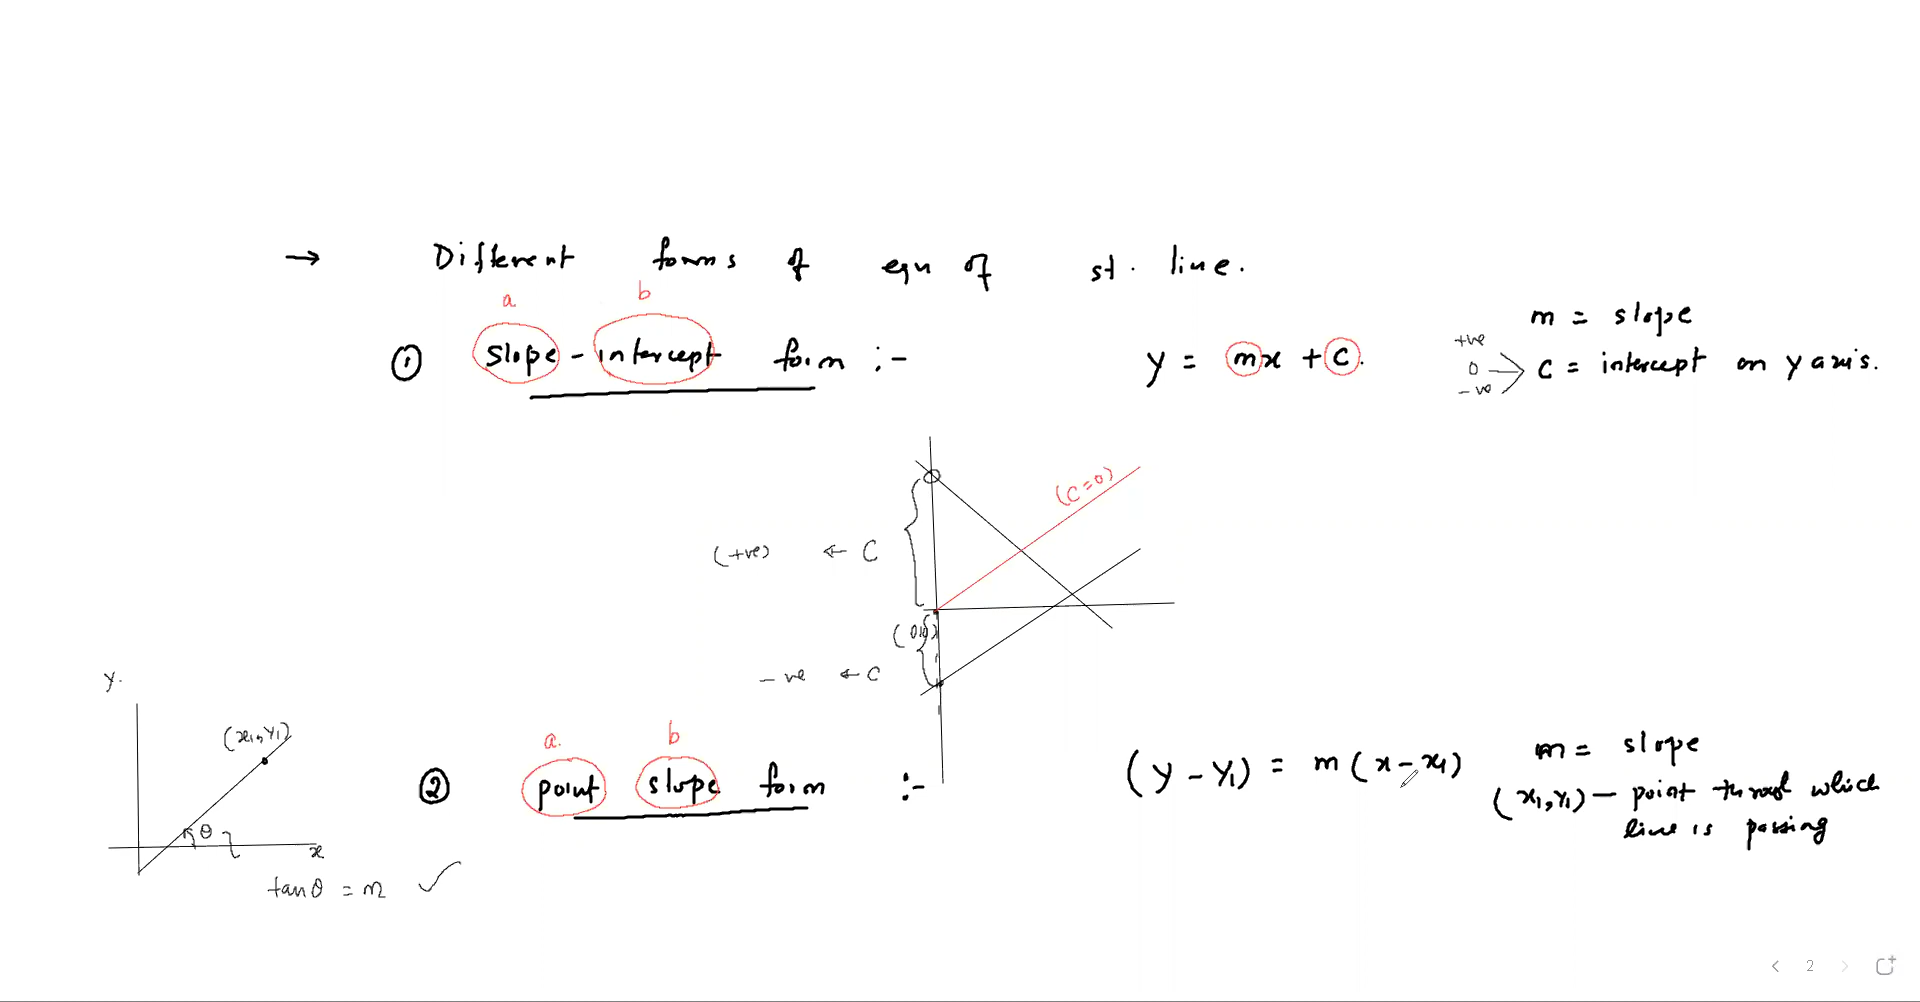 → Different forms of eqn of st. line.
a b
① slope - intercept form :- y = mx + c.
m = slope
+ve
0
-ve
c = intercept on y axis.
(c=0)
(+ve) ← C
(0,0)
-ve ← C
y.
(x₁, y₁)
θ
x
tanθ = m ✓
a. b
② point slope form :- (y - y₁) = m (x - x₁)
m = slope
(x₁, y₁) - point through which
line is passing
2